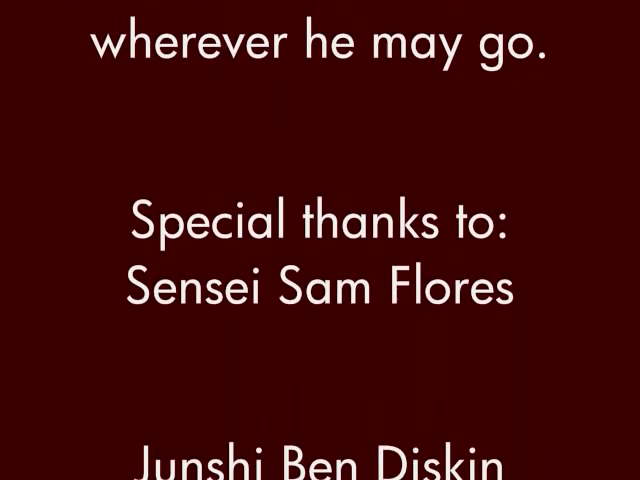 wherever he may go.
Special thanks to:
Sensei Sam Flores
Junshi Ben Diskin